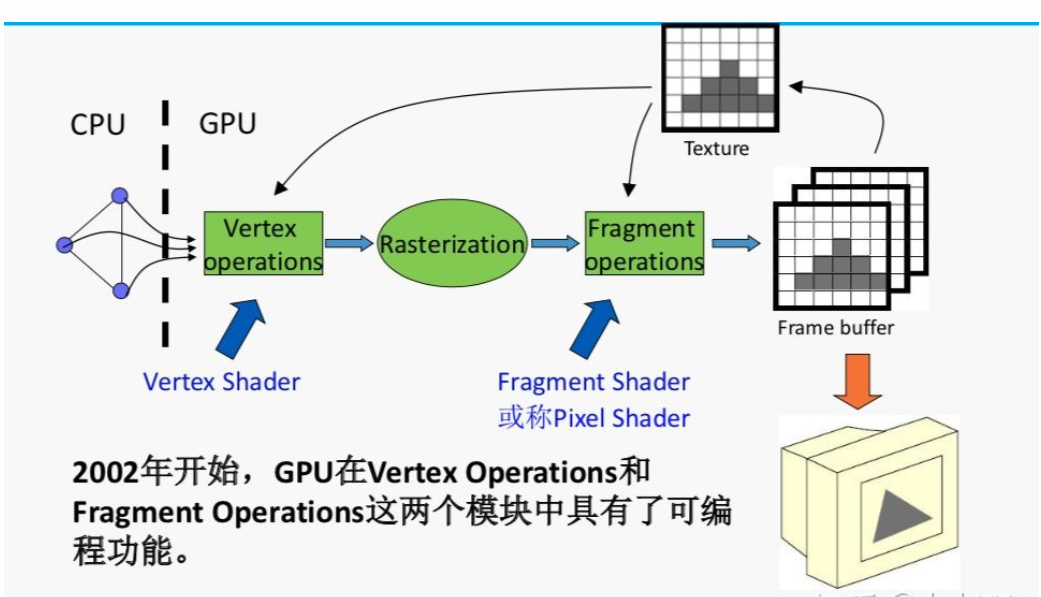 CPU
GPU
Texture
Vertex
operations
Rasterization
Fragment
operations
Frame buffer
Vertex Shader
Fragment Shader
或称Pixel Shader
2002年开始，GPU在Vertex Operations和
Fragment Operations这两个模块中具有了可编
程功能。